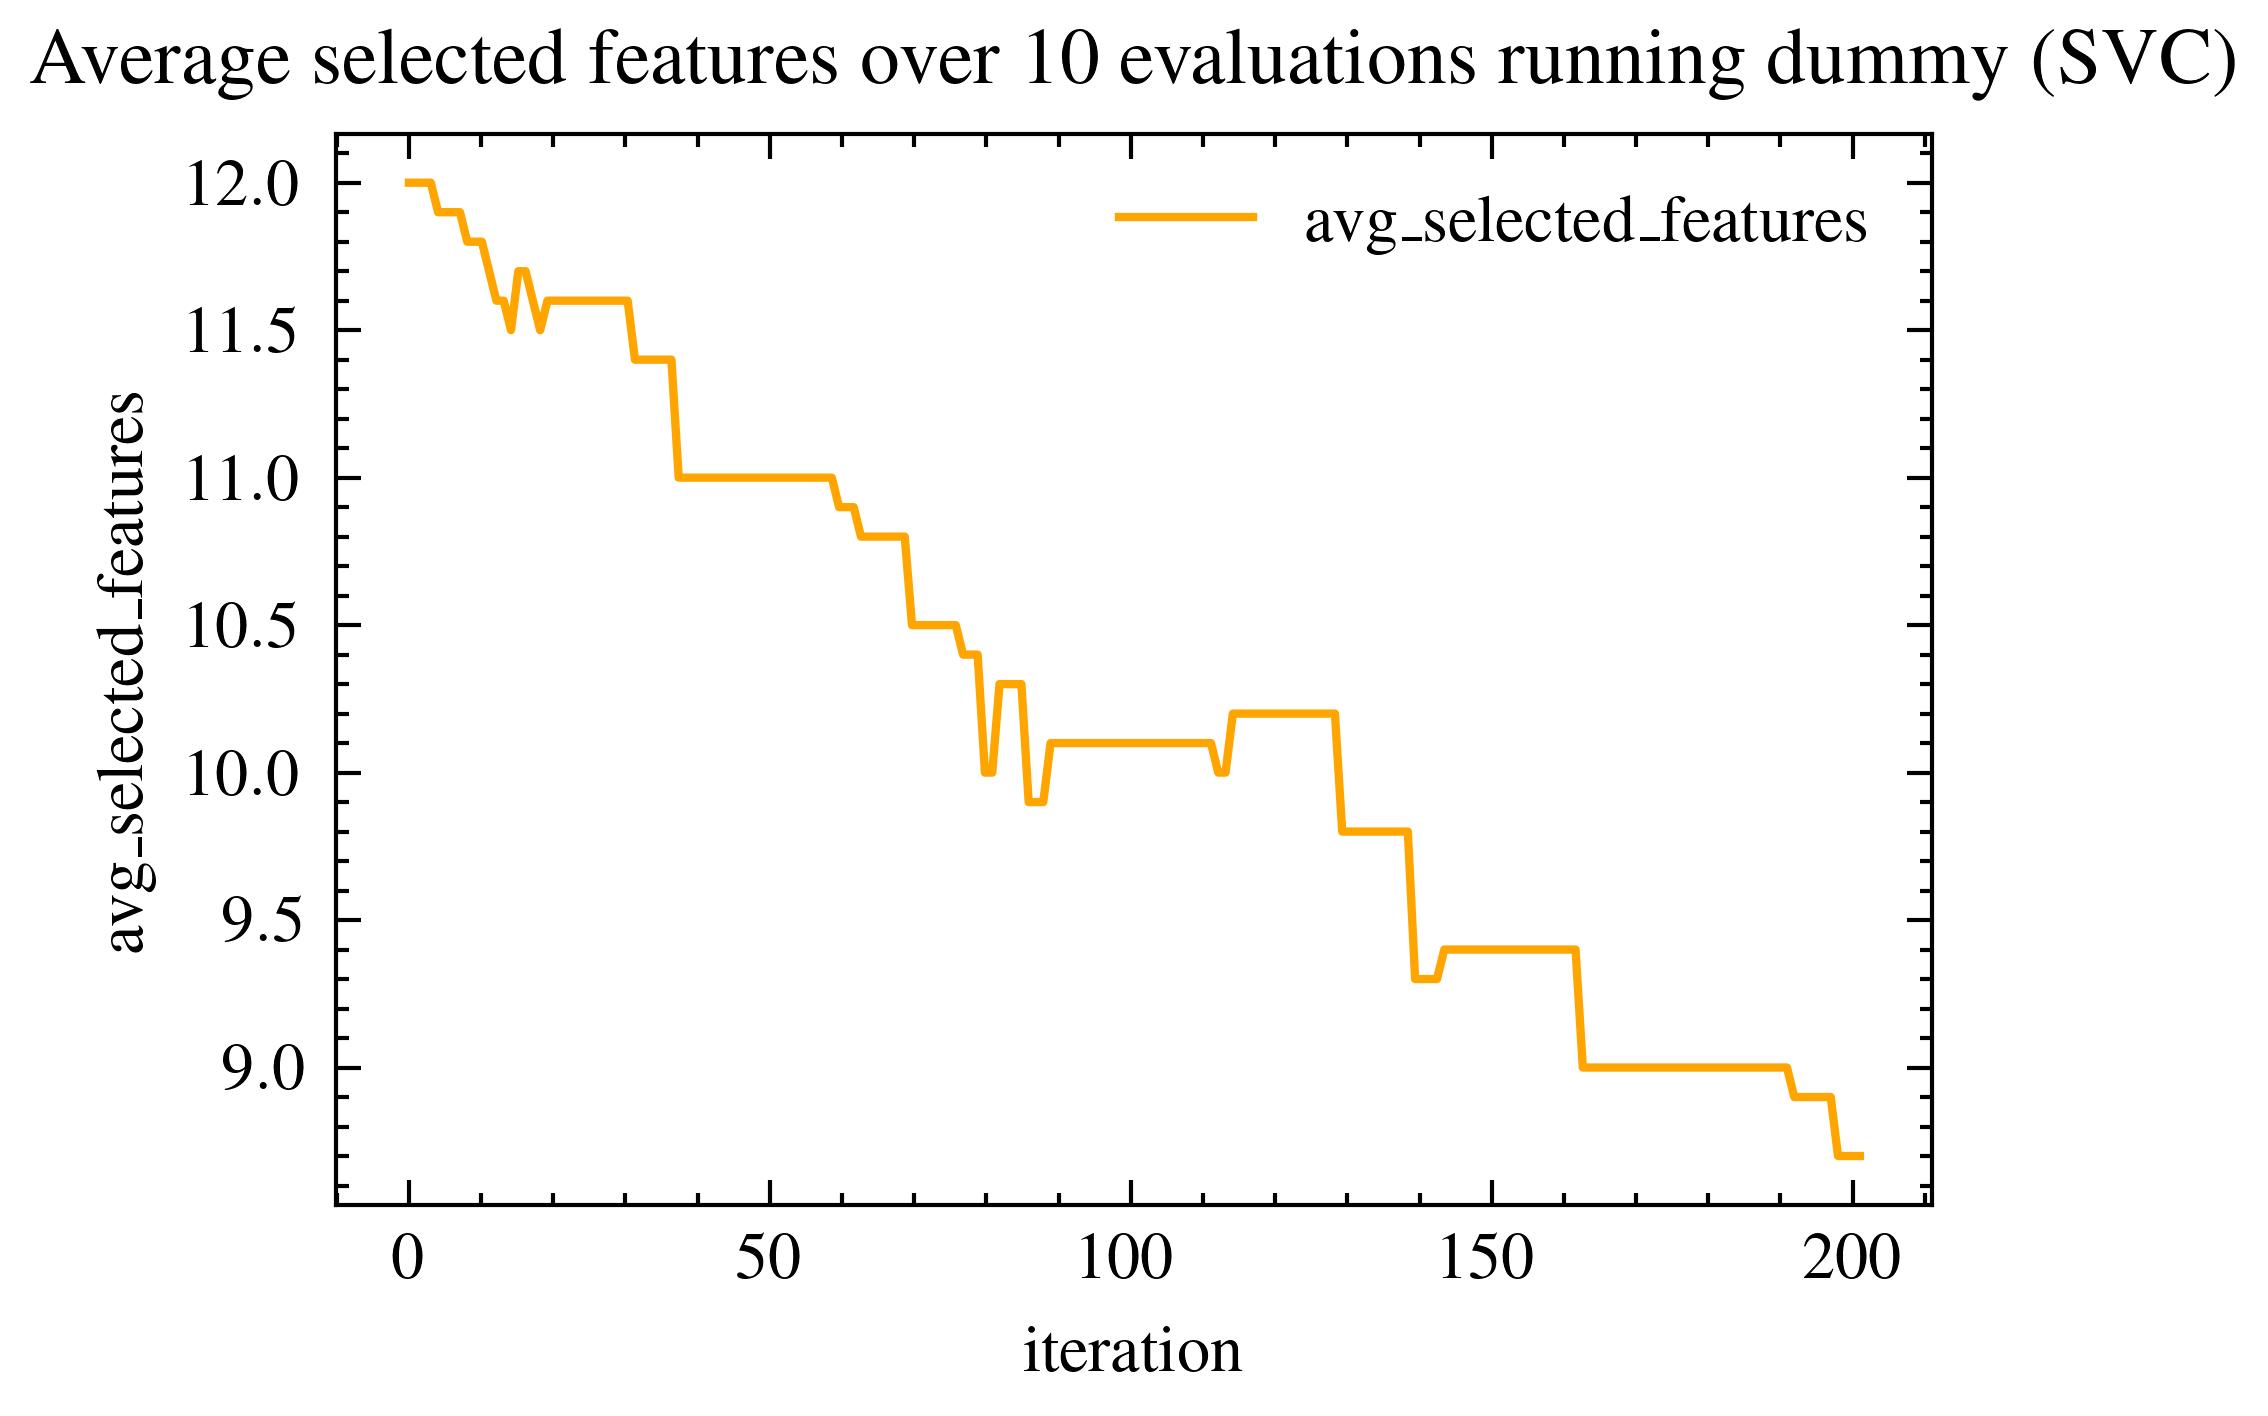 Average selected features over 10 evaluations running dummy (SVC)
avg_selected_features
12.0
11.5
11.0
10.5
10.0
9.5
9.0
avg_selected_features
0 50 100 150 200
iteration